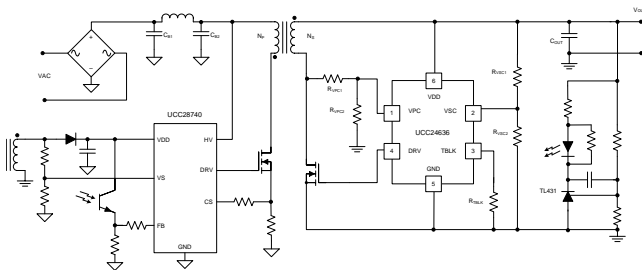 VAC
C_B1
C_B2
N_P
N_S
V_OUT
C_OUT
UCC28740
VDD
HV
DRV
VS
CS
FB
GND
R_VPC1
R_VPC2
6
VDD
1
VPC
VSC
2
UCC24636
4
DRV
TBLK
3
GND
5
R_VSC1
R_VSC2
R_TBLK
TL431